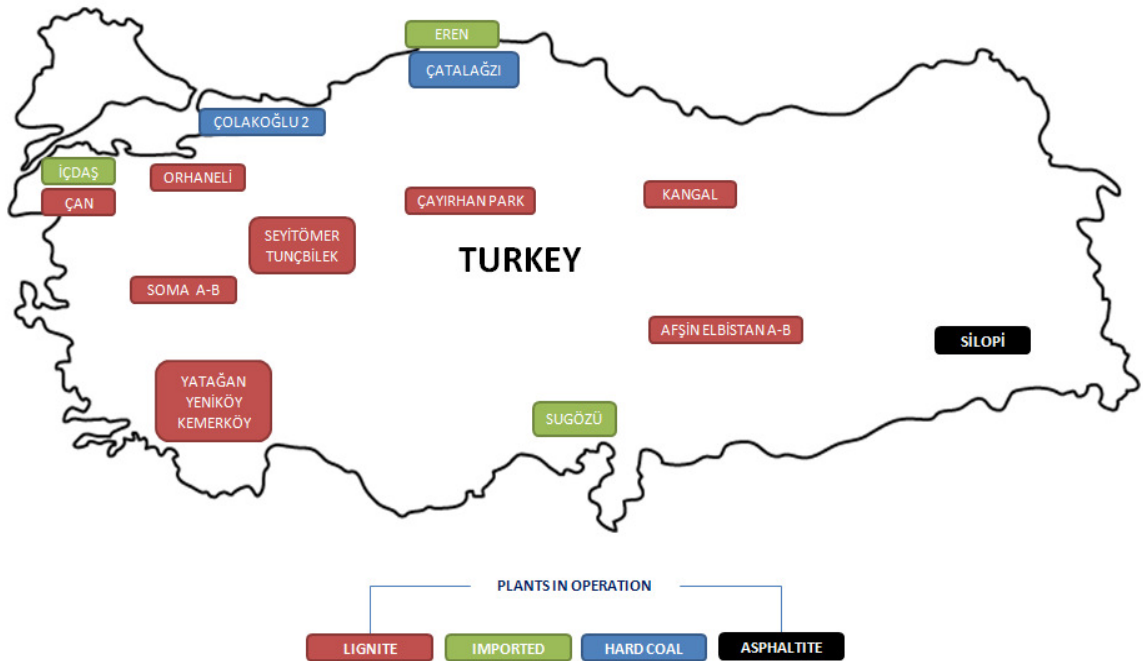 EREN
ÇATALAĞZI
ÇOLAKOĞLU 2
İÇDAŞ
ORHANELİ
ÇAN
ÇAYIRHAN PARK
KANGAL
SEYİTÖMER
TUNÇBİLEK
TURKEY
SOMA A-B
AFŞİN ELBİSTAN A-B
SİLOPİ
YATAĞAN
YENİKÖY
KEMERKÖY
SUGÖZÜ
PLANTS IN OPERATION
LIGNITE
IMPORTED
HARD COAL
ASPHALTITE